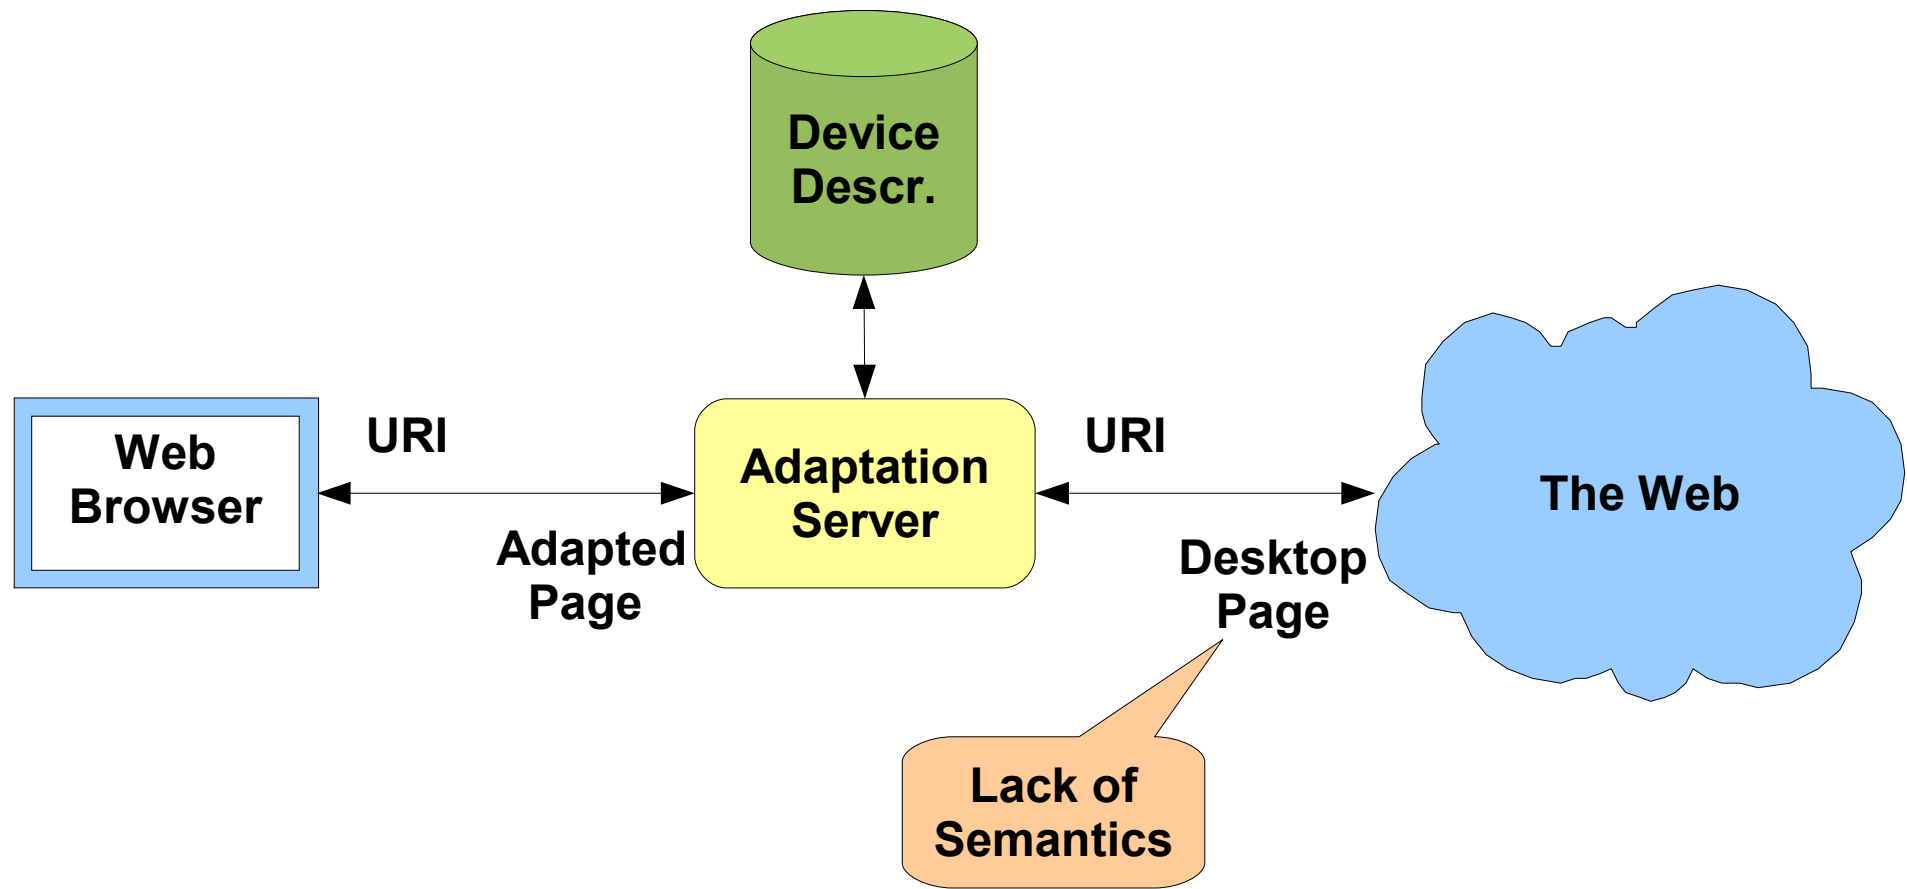 Device
Descr.
Web
Browser
URI
Adapted
Page
Adaptation
Server
URI
Desktop
Page
The Web
Lack of
Semantics